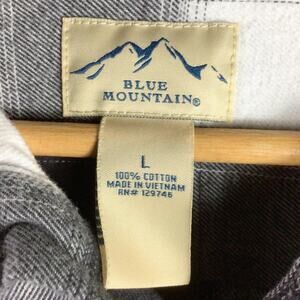 BLUE
MOUNTAIN®
L
100% COTTON
MADE IN VIETNAM
RN# 129746